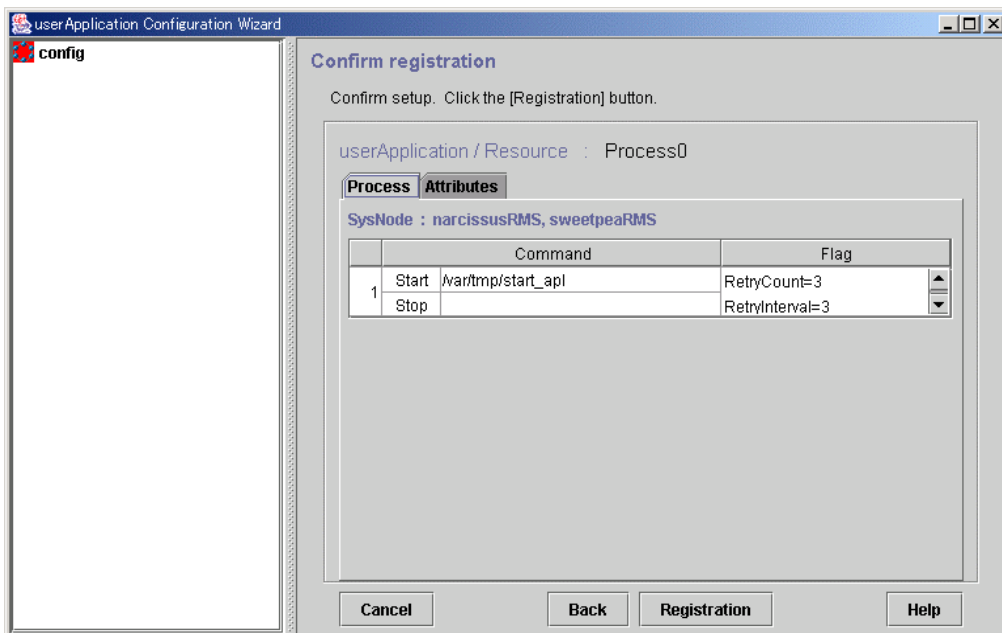 userApplication Configuration Wizard
config
Confirm registration
Confirm setup. Click the [Registration] button.
userApplication / Resource : Process0
Process Attributes
SysNode : narcissusRMS, sweetpeaRMS
Command Flag
1 Start /var/tmp/start_apl RetryCount=3
Stop RetryInterval=3
Cancel Back Registration Help